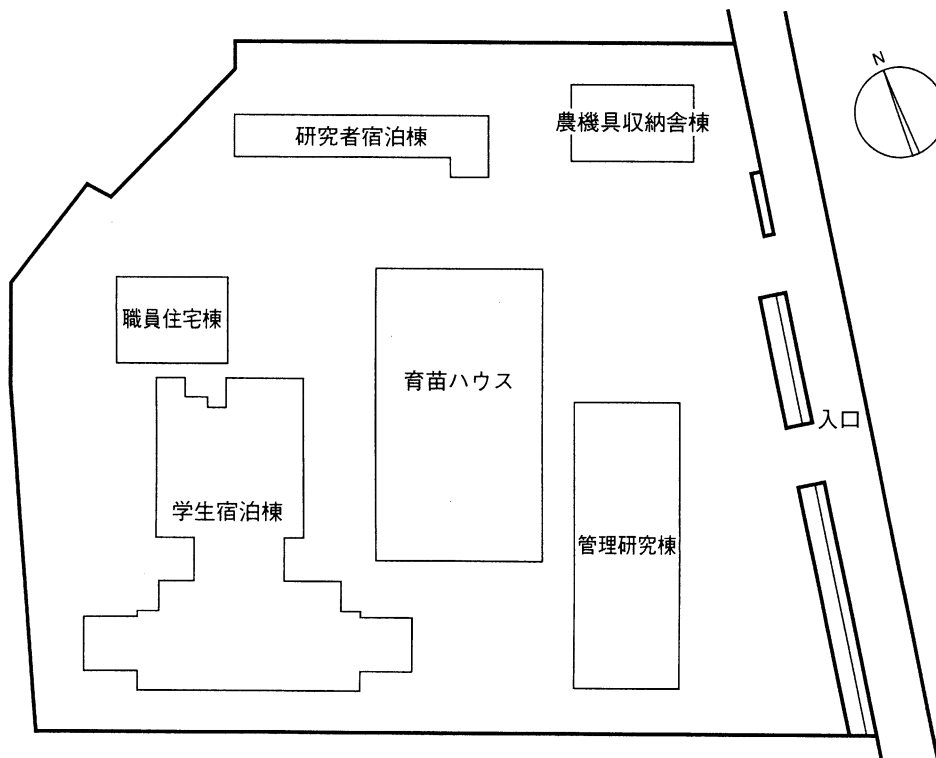 N
研究者宿泊棟
農機具収納舎棟
職員住宅棟
育苗ハウス
入口
学生宿泊棟
管理研究棟